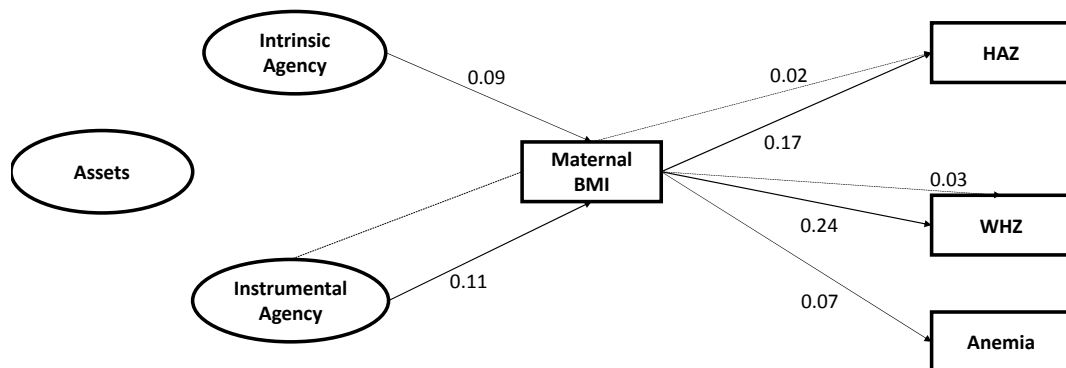 Intrinsic
Agency
HAZ
0.09
0.02
0.17
Assets
Maternal
BMI
0.03
0.24
WHZ
Instrumental
Agency
0.11
0.07
Anemia